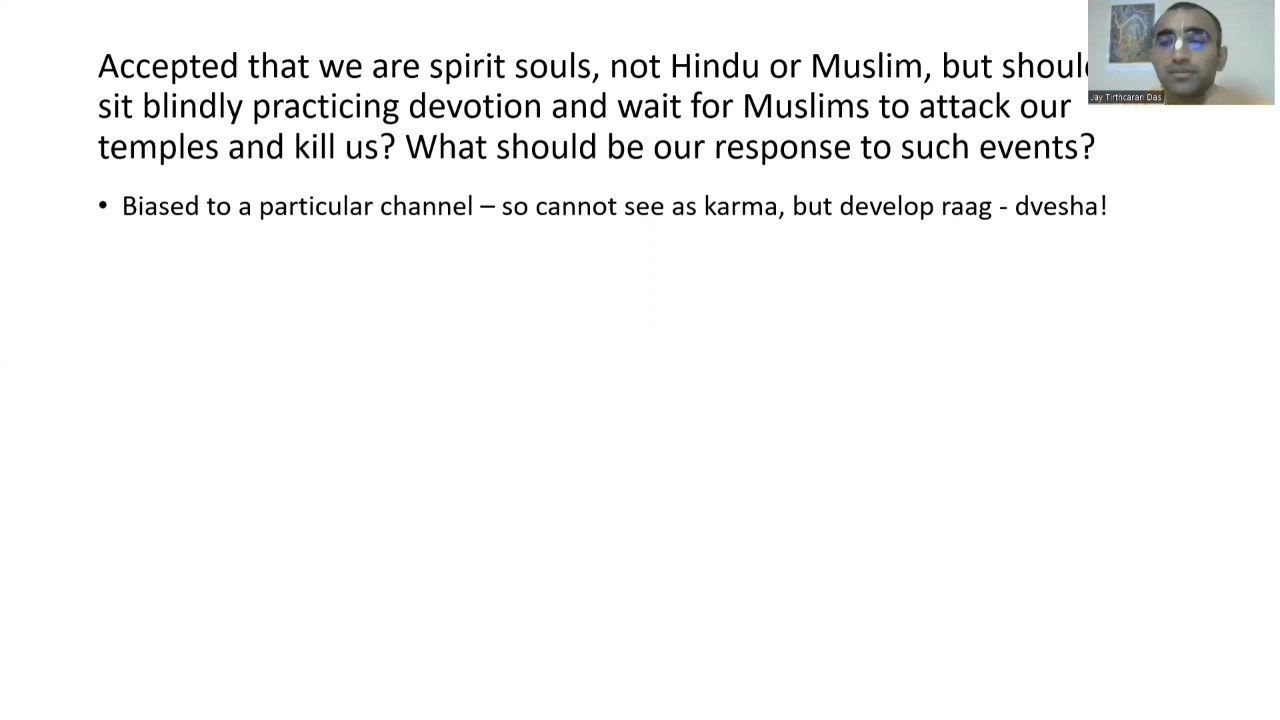 Accepted that we are spirit souls, not Hindu or Muslim, but
sit blindly practicing devotion and wait for Muslims to attack our
temples and kill us? What should be our response to such events?
• Biased to a particular channel – so cannot see as karma, but develop raag - dvesha!
Jay Tirthcaran Das